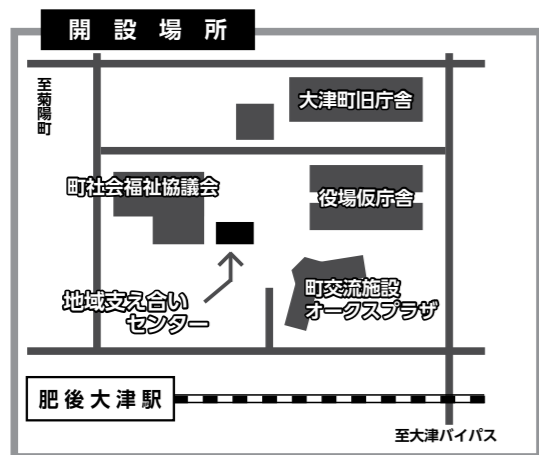 開設場所
至菊陽町
大津町旧庁舎
町社会福祉協議会
役場仮庁舎
地域支え合い
センター
町交流施設
オークスプラザ
肥後大津駅
至大津バイパス